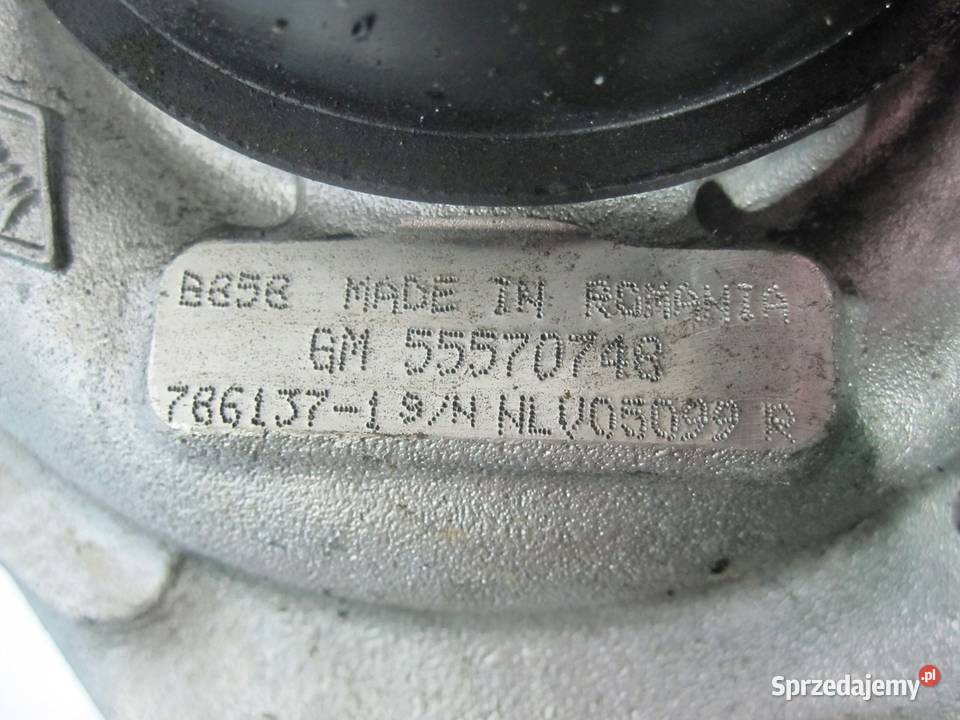 B858 MADE IN ROMANIA
GM 55570748
786137-1 S/N NLV05099 R
Sprzedajemy.pl